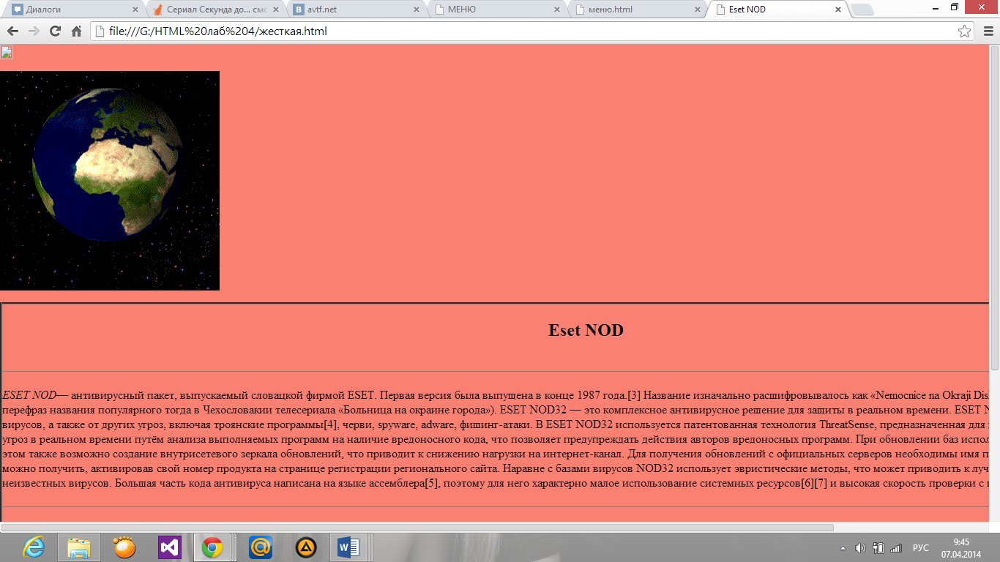 Диалоги
Сериал Секунда до... смо
avtf.net
МЕНЮ
меню.html
Eset NOD
file:///G:/HTML%20лаб%204/жесткая.html
Eset NOD
ESET NOD— антивирусный пакет, выпускаемый словацкой фирмой ESET. Первая версия была выпущена в конце 1987 года.[3] Название изначально расшифровывалось как «Nemocnice na Okraji Dis
перефраз названия популярного тогда в Чехословакии телесериала «Больница на окраине города»). ESET NOD32 — это комплексное антивирусное решение для защиты в реальном времени. ESET N
вирусов, а также от других угроз, включая троянские программы[4], черви, spyware, adware, фишинг-атаки. В ESET NOD32 используется патентованная технология ThreatSense, предназначенная для
угроз в реальном времени путём анализа выполняемых программ на наличие вредоносного кода, что позволяет предупреждать действия авторов вредоносных программ. При обновлении баз испол
этом также возможно создание внутрисетевого зеркала обновлений, что приводит к снижению нагрузки на интернет-канал. Для получения обновлений с официальных серверов необходимы имя п
можно получить, активировав свой номер продукта на странице регистрации регионального сайта. Наравне с базами вирусов NOD32 использует эвристические методы, что может приводить к луч
неизвестных вирусов. Большая часть кода антивируса написана на языке ассемблера[5], поэтому для него характерно малое использование системных ресурсов[6][7] и высокая скорость проверки с
РУС
9:45
07.04.2014